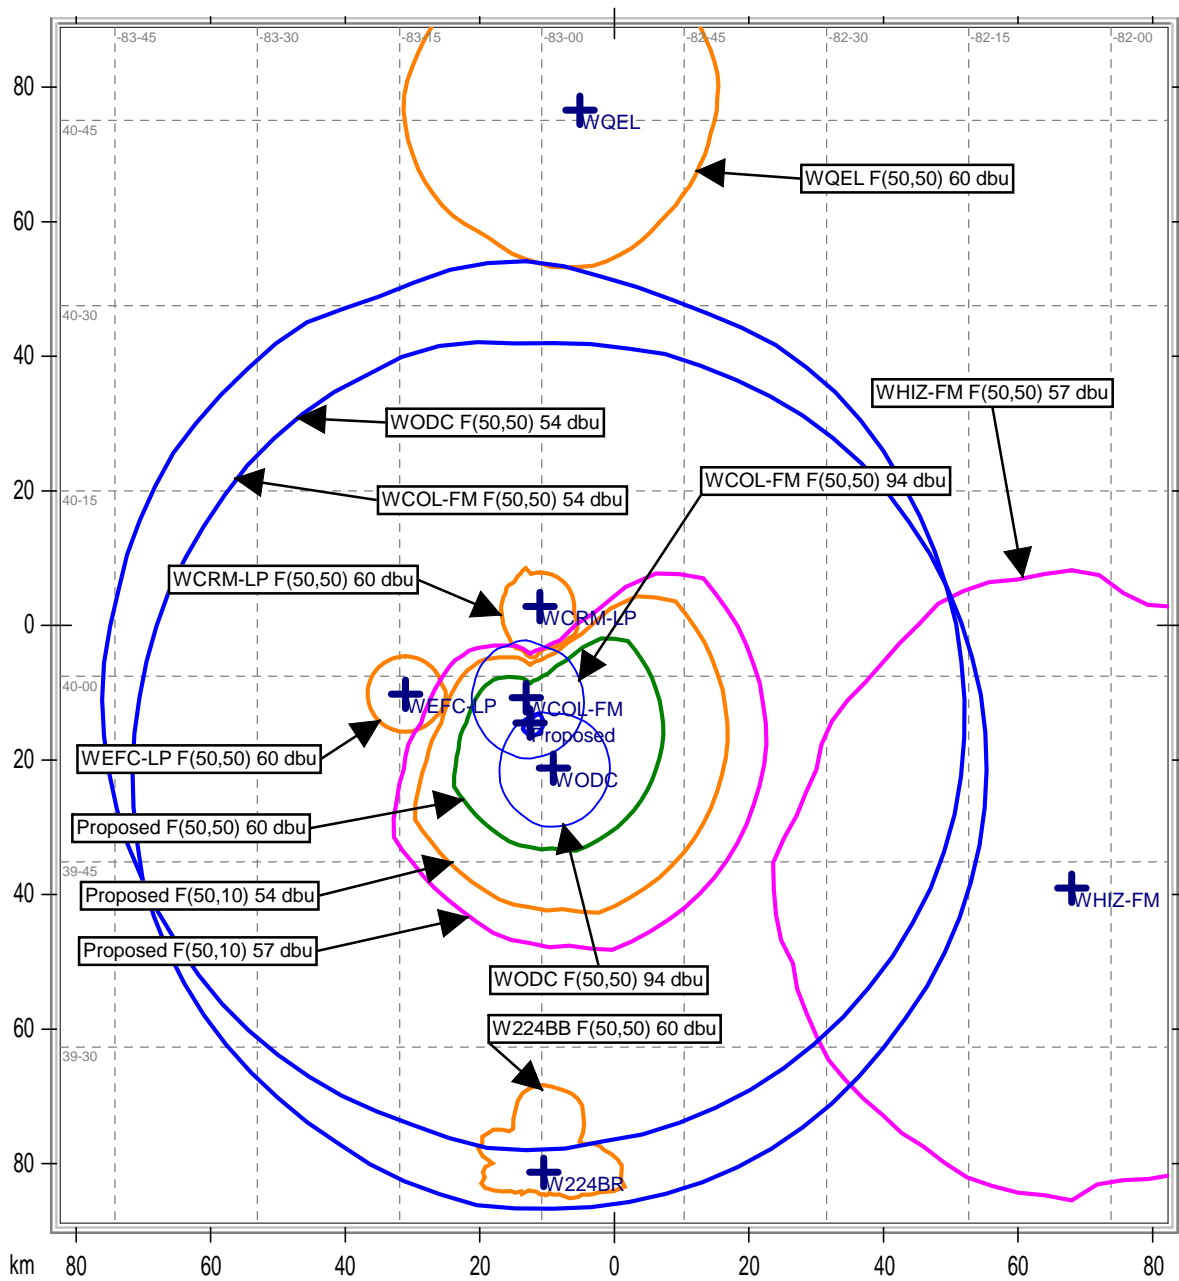 -83-45
-83-30
-83-15
-83-00
-82-45
-82-30
-82-15
-82-00
80
WQEL
40-45
WQEL F(50,50) 60 dbu
60
40-30
40
WHIZ-FM F(50,50) 57 dbu
WODC F(50,50) 54 dbu
WCOL-FM F(50,50) 94 dbu
20
40-15
WCOL-FM F(50,50) 54 dbu
WCRM-LP F(50,50) 60 dbu
WCRM-LP
0
40-00
WEFC-LP
WCOL-FM
Proposed
WEFC-LP F(50,50) 60 dbu
20
WODC
Proposed F(50,50) 60 dbu
39-45
40
Proposed F(50,10) 54 dbu
WHIZ-FM
Proposed F(50,10) 57 dbu
WODC F(50,50) 94 dbu
60
W224BB F(50,50) 60 dbu
39-30
80
W224BR
km
80
60
40
20
0
20
40
60
80